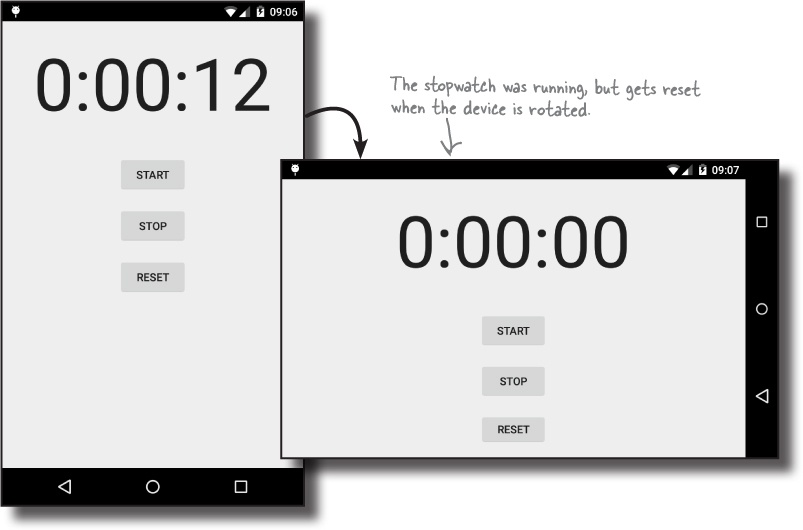 09:06
0:00:12
START
STOP
RESET
The stopwatch was running, but gets reset
when the device is rotated.
09:07
0:00:00
START
STOP
RESET